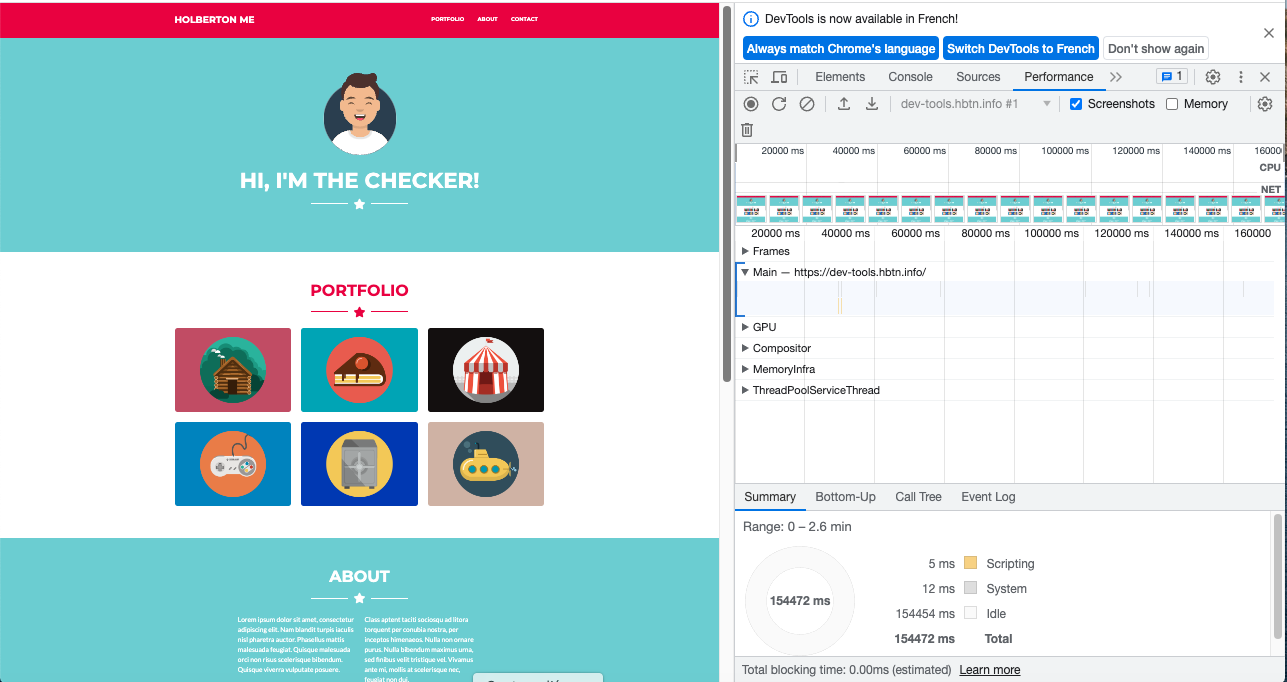 HOLBERTON ME
PORTFOLIO ABOUT CONTACT
HI, I'M THE CHECKER!
PORTFOLIO
ABOUT
Lorem ipsum dolor sit amet, consectetur
adipiscing elit. Nam blandit turpis iaculis
nisl pharetra auctor. Phasellus mattis
malesuada feugiat. Quisque malesuada
orci non risus scelerisque bibendum.
Quisque viverra vulputate posuere.
Class aptent taciti sociosqu ad litora
torquent per conubia nostra, per
inceptos himenaeos. Nulla non ornare
purus. Nulla bibendum maximus urna,
sed finibus velit tristique vel. Vivamus
ante mi, mollis at scelerisque nec,
feugiat non dui.
DevTools is now available in French!
Always match Chrome's language Switch DevTools to French Don't show again
Elements Console Sources Performance 1
dev-tools.hbtn.info #1 Screenshots Memory
20000 ms 40000 ms 60000 ms 80000 ms 100000 ms 120000 ms 140000 ms 160000
CPU
NET
20000 ms 40000 ms 60000 ms 80000 ms 100000 ms 120000 ms 140000 ms 160000
Frames
Main — https://dev-tools.hbtn.info/
GPU
Compositor
MemoryInfra
ThreadPoolServiceThread
Summary Bottom-Up Call Tree Event Log
Range: 0 – 2.6 min
154472 ms
5 ms Scripting
12 ms System
154454 ms Idle
154472 ms Total
Total blocking time: 0.00ms (estimated) Learn more